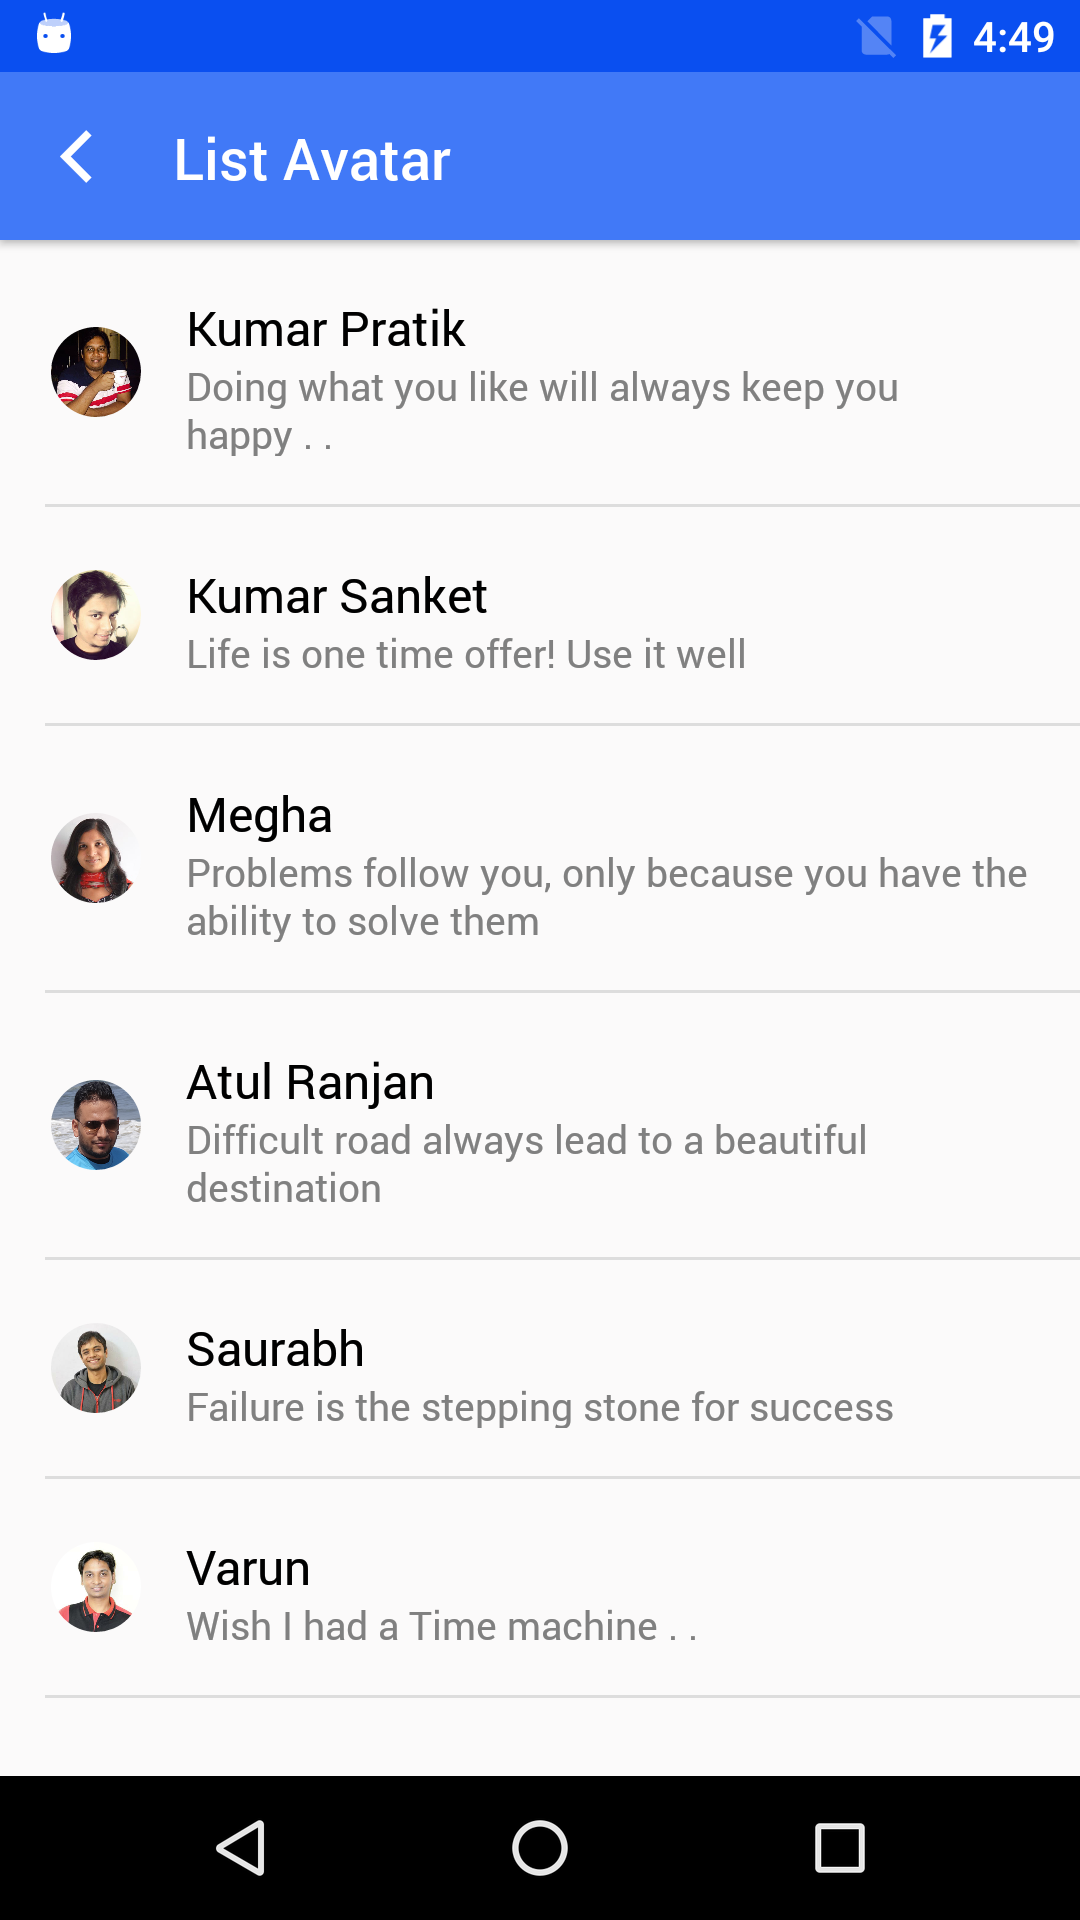 4:49
List Avatar
Kumar Pratik
Doing what you like will always keep you
happy . .
Kumar Sanket
Life is one time offer! Use it well
Megha
Problems follow you, only because you have the
ability to solve them
Atul Ranjan
Difficult road always lead to a beautiful
destination
Saurabh
Failure is the stepping stone for success
Varun
Wish I had a Time machine . .